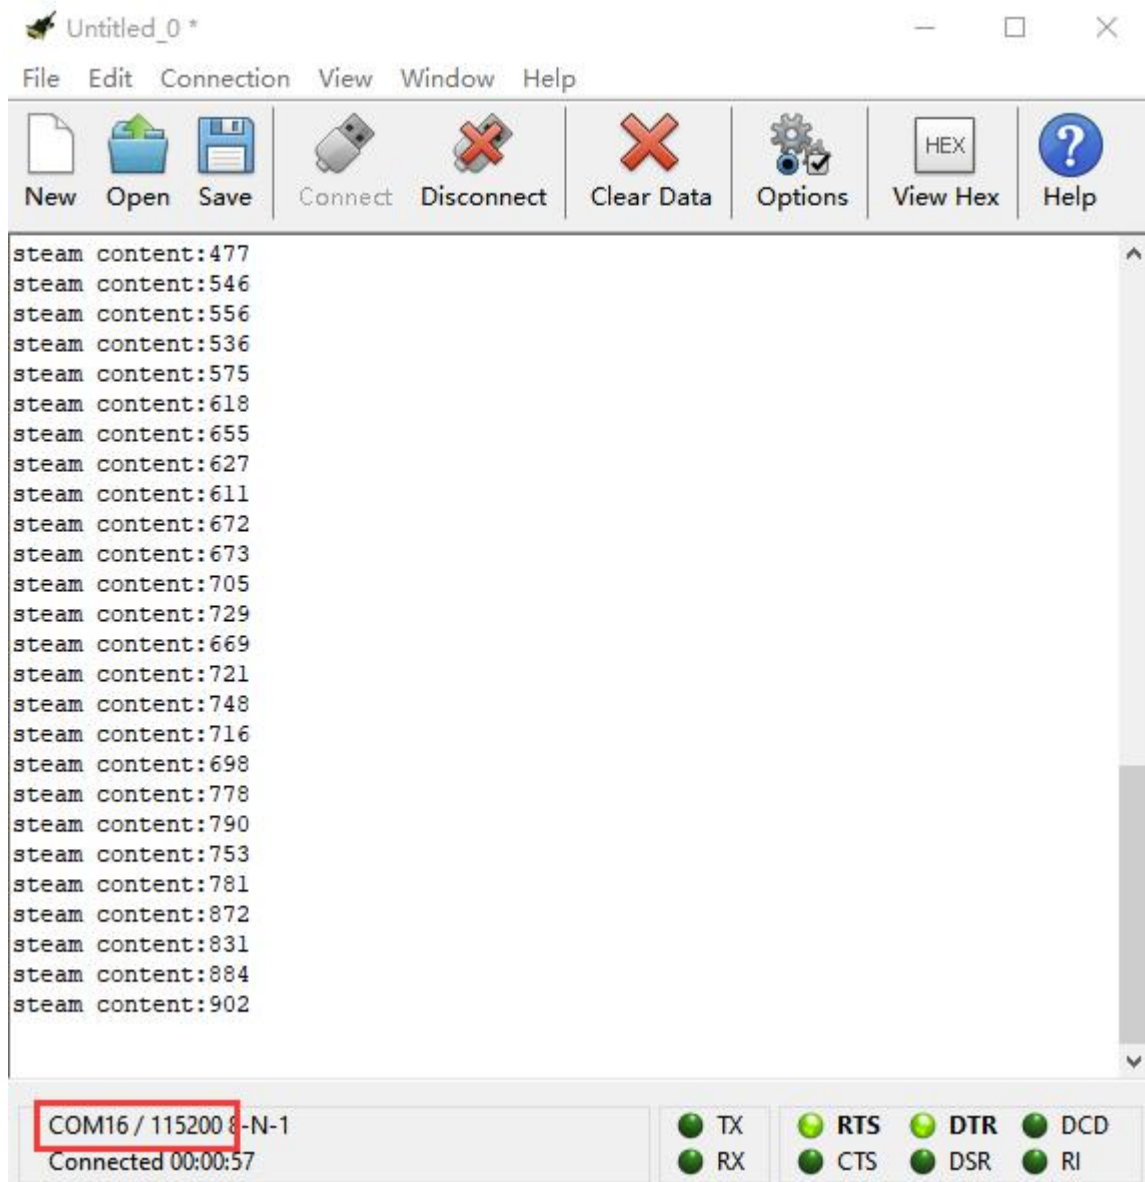 Untitled_0 *
File Edit Connection View Window Help
New Open Save Connect Disconnect Clear Data Options HEX View Hex ? Help
steam content:477
steam content:546
steam content:556
steam content:536
steam content:575
steam content:618
steam content:655
steam content:627
steam content:611
steam content:672
steam content:673
steam content:705
steam content:729
steam content:669
steam content:721
steam content:748
steam content:716
steam content:698
steam content:778
steam content:790
steam content:753
steam content:781
steam content:872
steam content:831
steam content:884
steam content:902
COM16 / 115200 8-N-1 TX RTS DTR DCD
Connected 00:00:57 RX CTS DSR RI